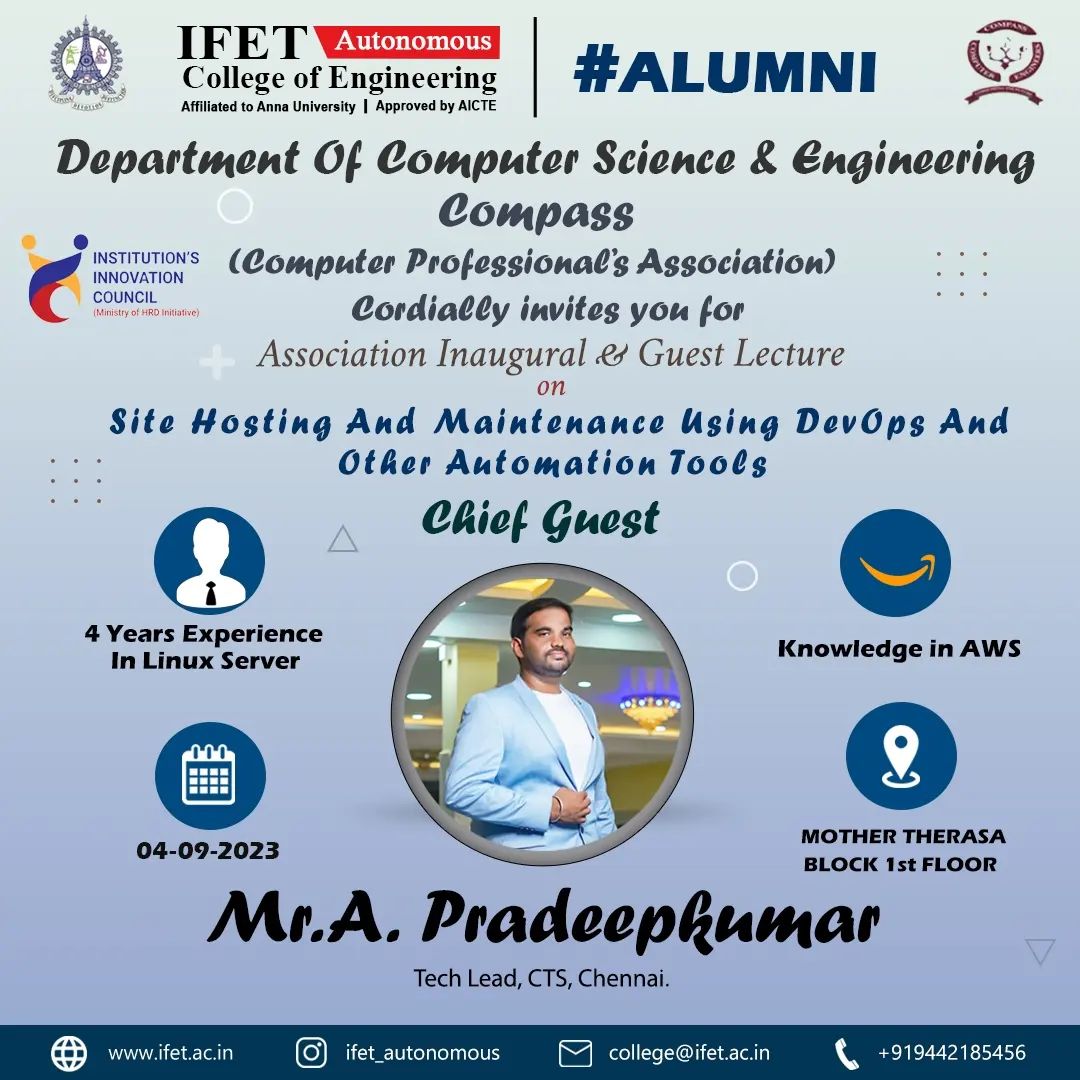 IFET Autonomous
College of Engineering
Affiliated to Anna University | Approved by AICTE
#ALUMNI
COMPASS
COMPUTER ENGINEERS
Department Of Computer Science & Engineering
Compass
(Computer Professional's Association)
Cordially invites you for
INSTITUTION'S
INNOVATION
COUNCIL
(Ministry of HRD Initiative)
Association Inaugural & Guest Lecture
on
Site Hosting And Maintenance Using DevOps And
Other Automation Tools
Chief Guest
4 Years Experience
In Linux Server
Knowledge in AWS
04-09-2023
MOTHER THERASA
BLOCK 1st FLOOR
Mr.A. Pradeepkumar
Tech Lead, CTS, Chennai.
www.ifet.ac.in
ifet_autonomous
college@ifet.ac.in
+919442185456